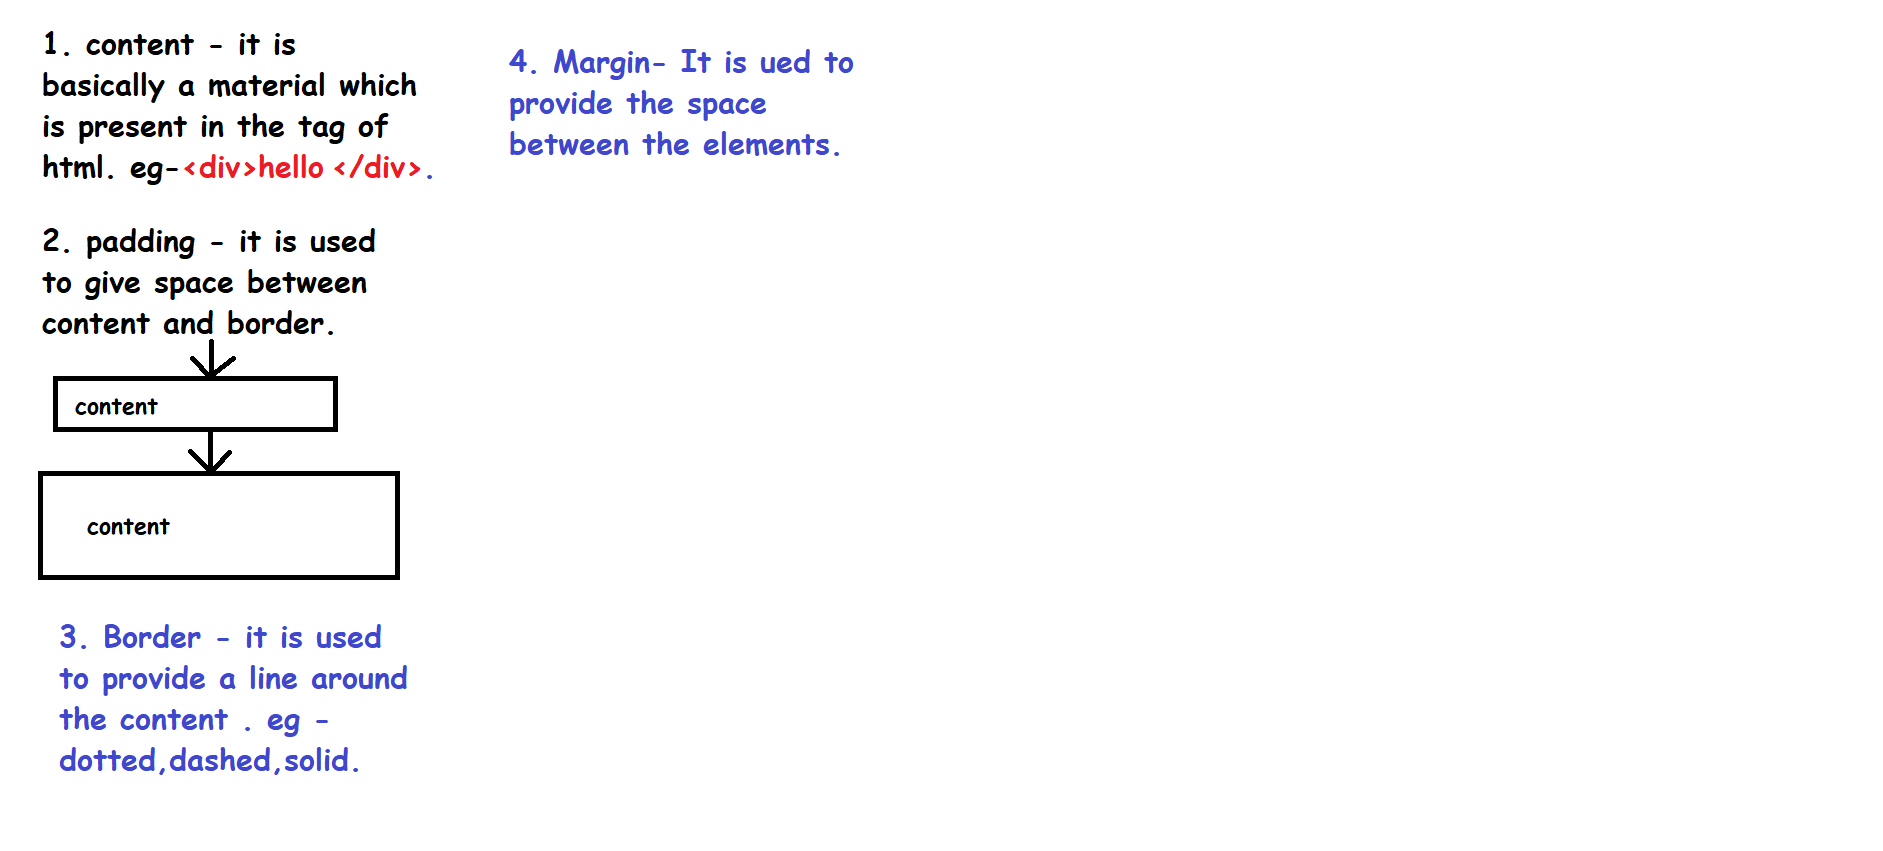 1. content - it is
basically a material which
is present in the tag of
html. eg-<div>hello </div>.
2. padding - it is used
to give space between
content and border.
content
content
3. Border - it is used
to provide a line around
the content . eg -
dotted,dashed,solid.
4. Margin- It is ued to
provide the space
between the elements.